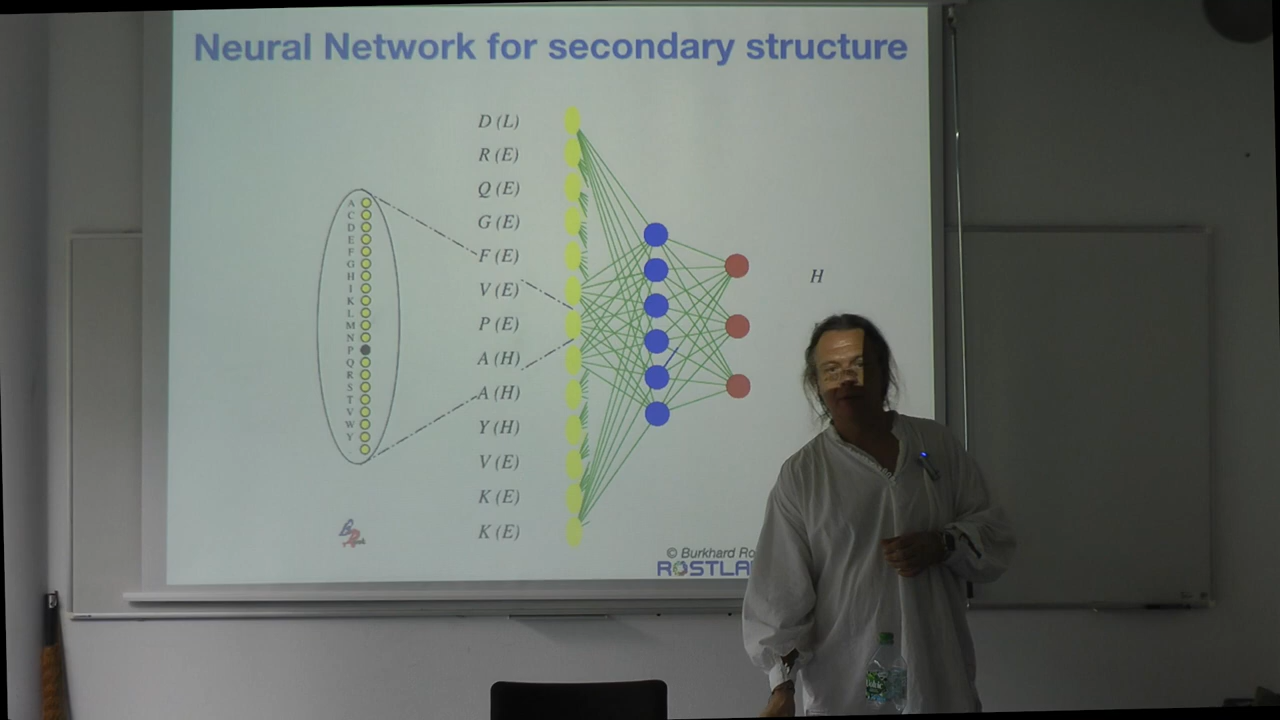 Neural Network for secondary structure
D (L)
R (E)
Q (E)
G (E)
F (E)
V (E)
P (E)
A (H)
A (H)
Y (H)
V (E)
K (E)
K (E)
A
C
D
E
F
G
H
I
K
L
M
N
P
Q
R
S
T
V
W
Y
H
© Burkhard Ro
ROSTLA